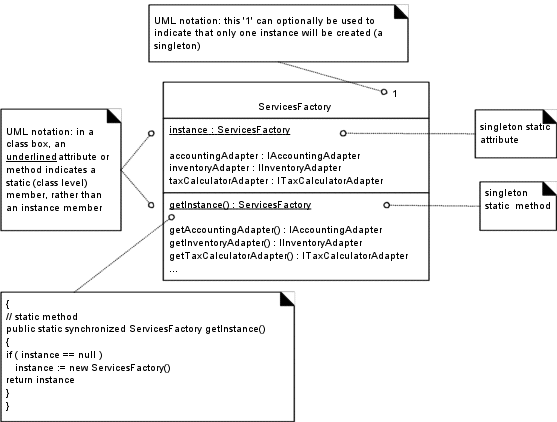 UML notation: this '1' can optionally be used to
indicate that only one instance will be created (a
singleton)
1
ServicesFactory
UML notation: in a
class box, an
underlined attribute or
method indicates a
static (class level)
member, rather than
an instance member
instance : ServicesFactory
accountingAdapter : IAccountingAdapter
inventoryAdapter : IInventoryAdapter
taxCalculatorAdapter : ITaxCalculatorAdapter
singleton static
attribute
getInstance() : ServicesFactory
getAccountingAdapter() : IAccountingAdapter
getInventoryAdapter() : IInventoryAdapter
getTaxCalculatorAdapter() : ITaxCalculatorAdapter
...
singleton
static method
{
// static method
public static synchronized ServicesFactory getInstance()
{
if ( instance == null )
instance := new ServicesFactory()
return instance
}
}